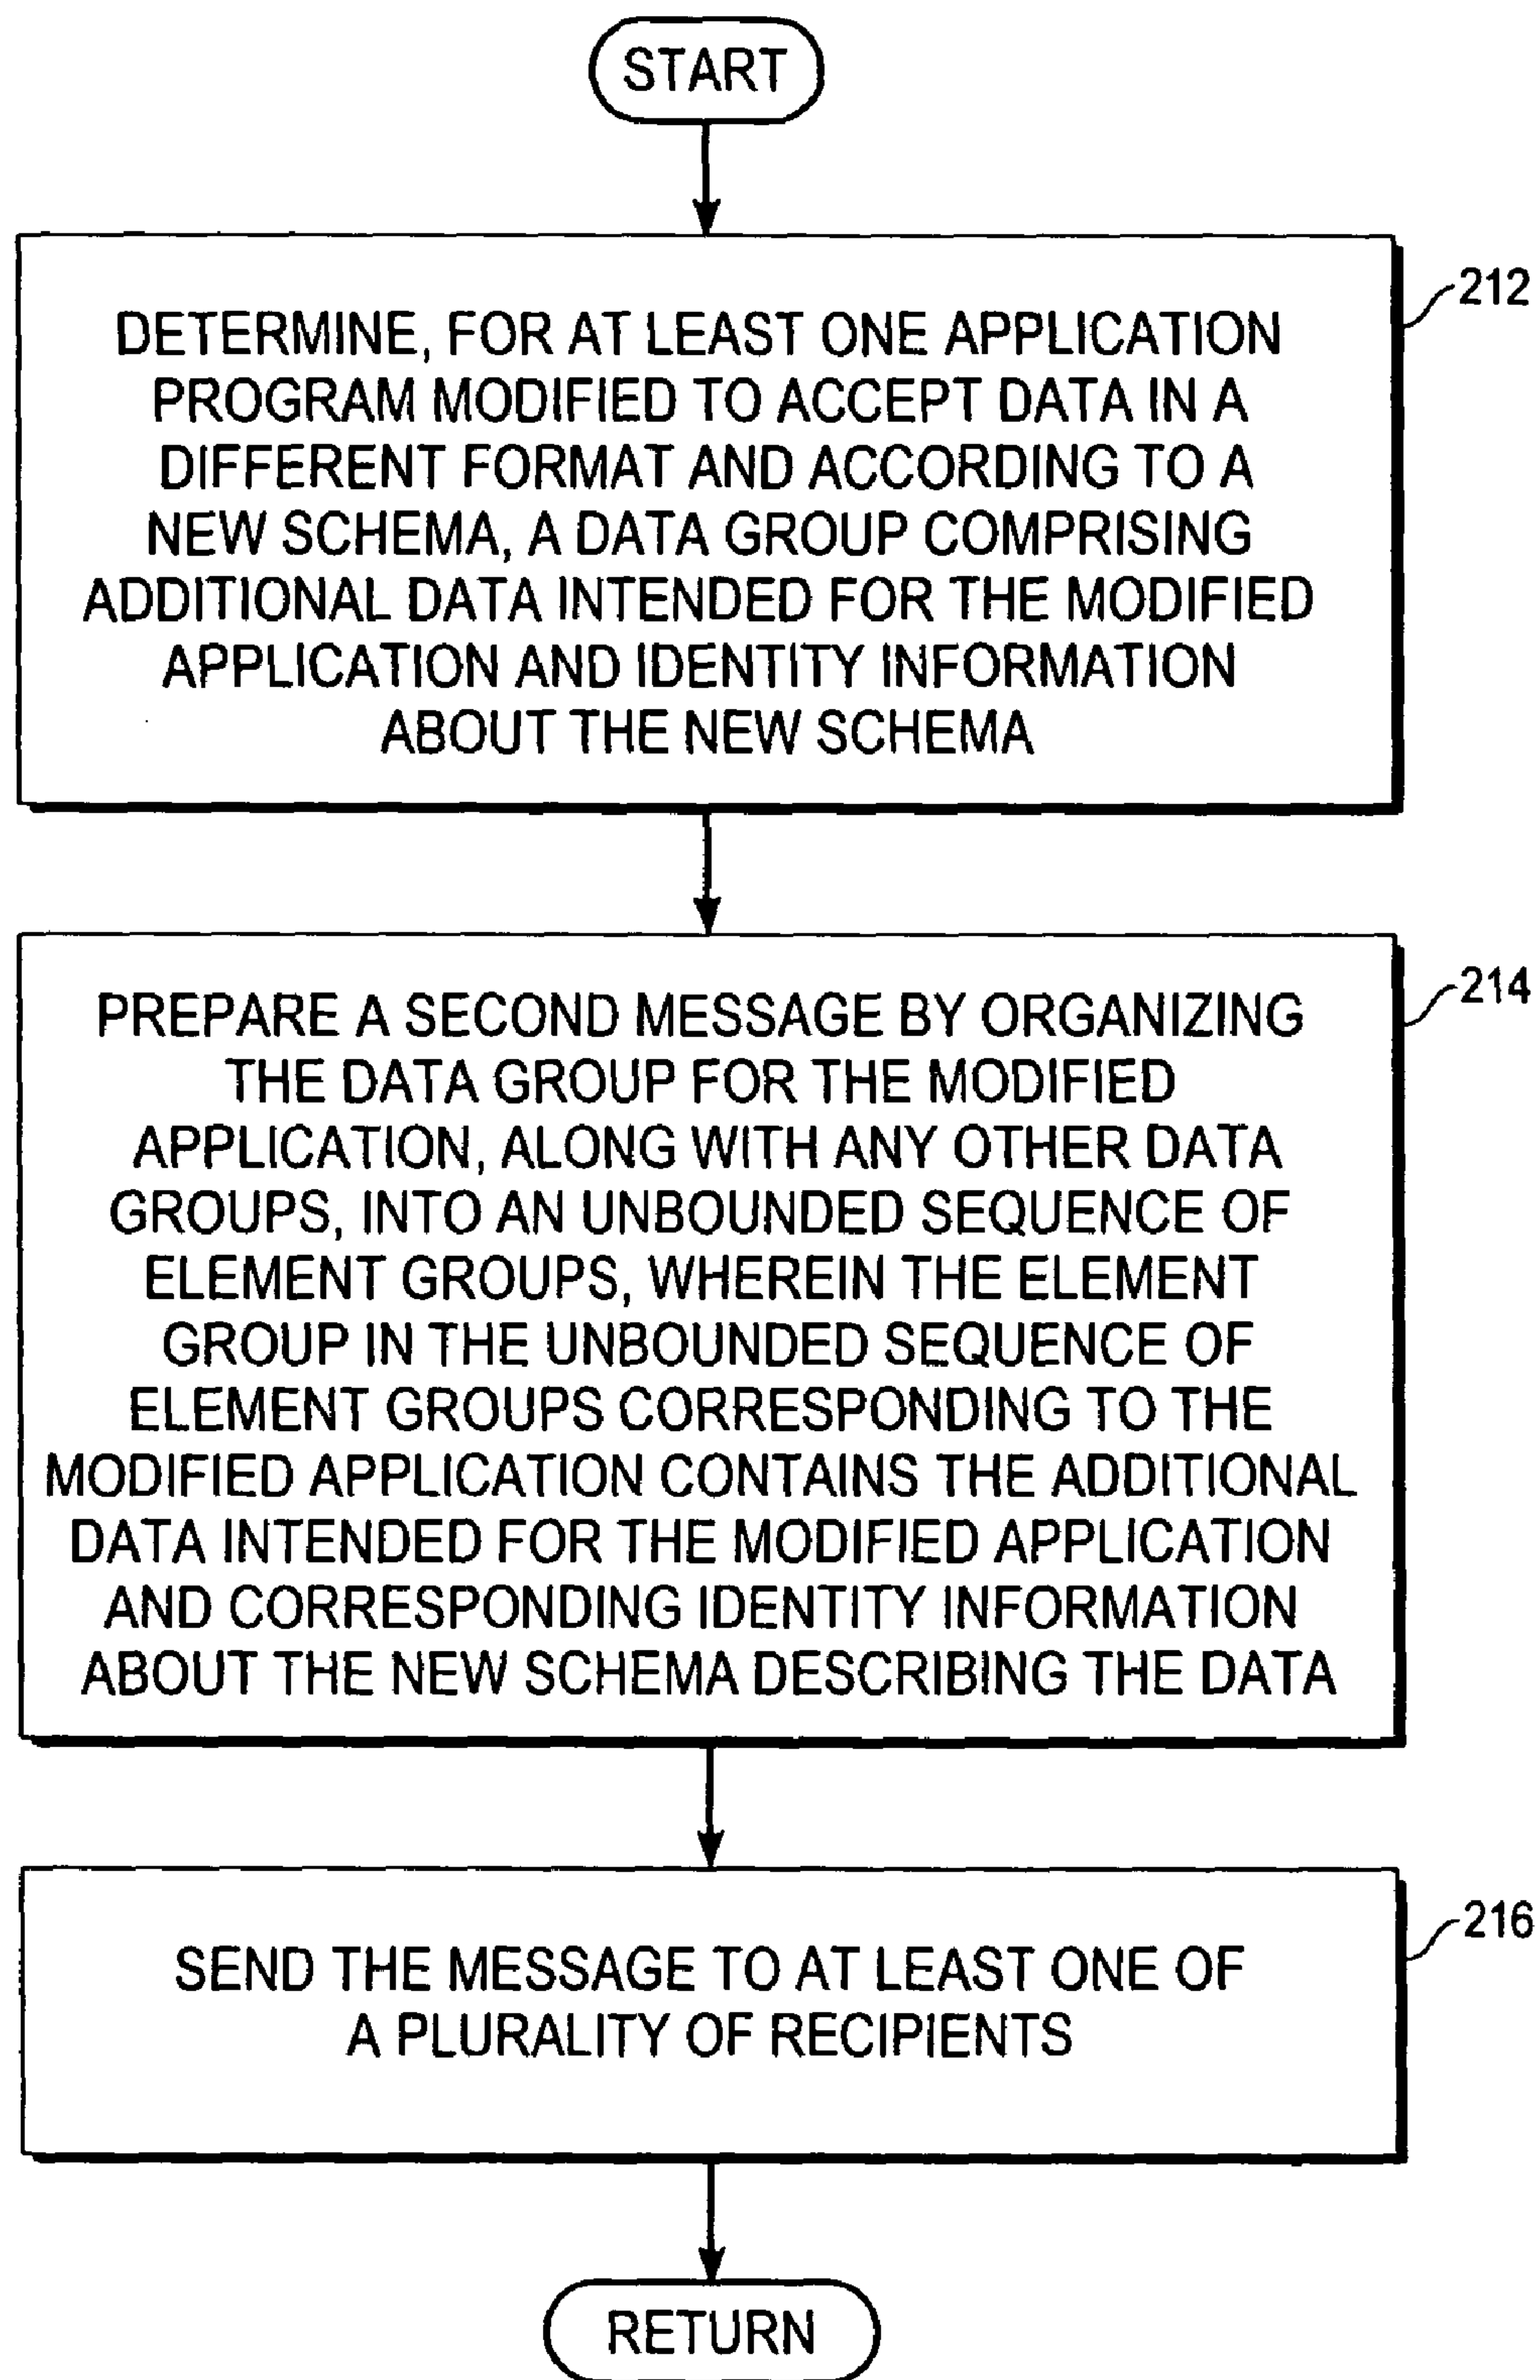 START
212
DETERMINE, FOR AT LEAST ONE APPLICATION
PROGRAM MODIFIED TO ACCEPT DATA IN A
DIFFERENT FORMAT AND ACCORDING TO A
NEW SCHEMA, A DATA GROUP COMPRISING
ADDITIONAL DATA INTENDED FOR THE MODIFIED
APPLICATION AND IDENTITY INFORMATION
ABOUT THE NEW SCHEMA
214
PREPARE A SECOND MESSAGE BY ORGANIZING
THE DATA GROUP FOR THE MODIFIED
APPLICATION, ALONG WITH ANY OTHER DATA
GROUPS, INTO AN UNBOUNDED SEQUENCE OF
ELEMENT GROUPS, WHEREIN THE ELEMENT
GROUP IN THE UNBOUNDED SEQUENCE OF
ELEMENT GROUPS CORRESPONDING TO THE
MODIFIED APPLICATION CONTAINS THE ADDITIONAL
DATA INTENDED FOR THE MODIFIED APPLICATION
AND CORRESPONDING IDENTITY INFORMATION
ABOUT THE NEW SCHEMA DESCRIBING THE DATA
216
SEND THE MESSAGE TO AT LEAST ONE OF
A PLURALITY OF RECIPIENTS
RETURN